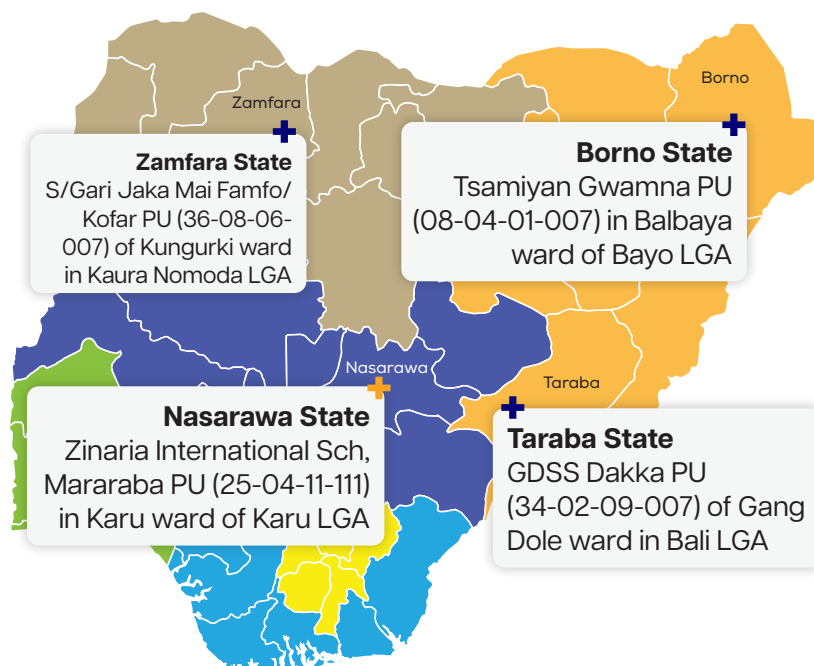 Borno
Zamfara
Zamfara State
S/Gari Jaka Mai Famfo/
Kofar PU (36-08-06-
007) of Kungurki ward
in Kaura Nomoda LGA
Borno State
Tsamiyan Gwamna PU
(08-04-01-007) in Balbaya
ward of Bayo LGA
Nasarawa
Taraba
Nasarawa State
Zinaria International Sch,
Mararaba PU (25-04-11-111)
in Karu ward of Karu LGA
Taraba State
GDSS Dakka PU
(34-02-09-007) of Gang
Dole ward in Bali LGA